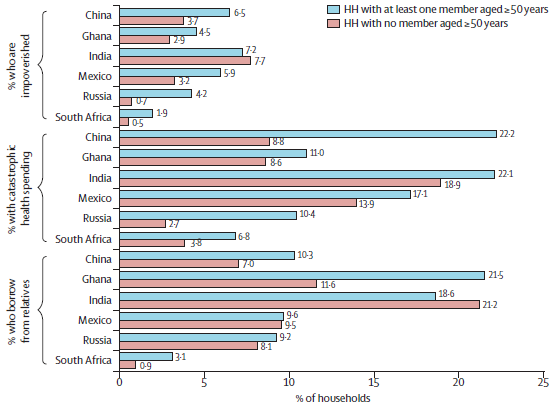 HH with at least one member aged ≥50 years
HH with no member aged ≥50 years
% who are
impoverished
China
6·5
3·7
Ghana
4·5
2·9
India
7·2
7·7
Mexico
5·9
3·2
Russia
4·2
0·7
South Africa
1·9
0·5
% with catastrophic
health spending
China
22·2
8·8
Ghana
11·0
8·6
India
22·1
18·9
Mexico
17·1
13·9
Russia
10·4
2·7
South Africa
6·8
3·8
% who borrow
from relatives
China
10·3
7·0
Ghana
21·5
11·6
India
18·6
21·2
Mexico
9·6
9·5
Russia
9·2
8·1
South Africa
3·1
0·9
0 5 10 15 20 25
% of households